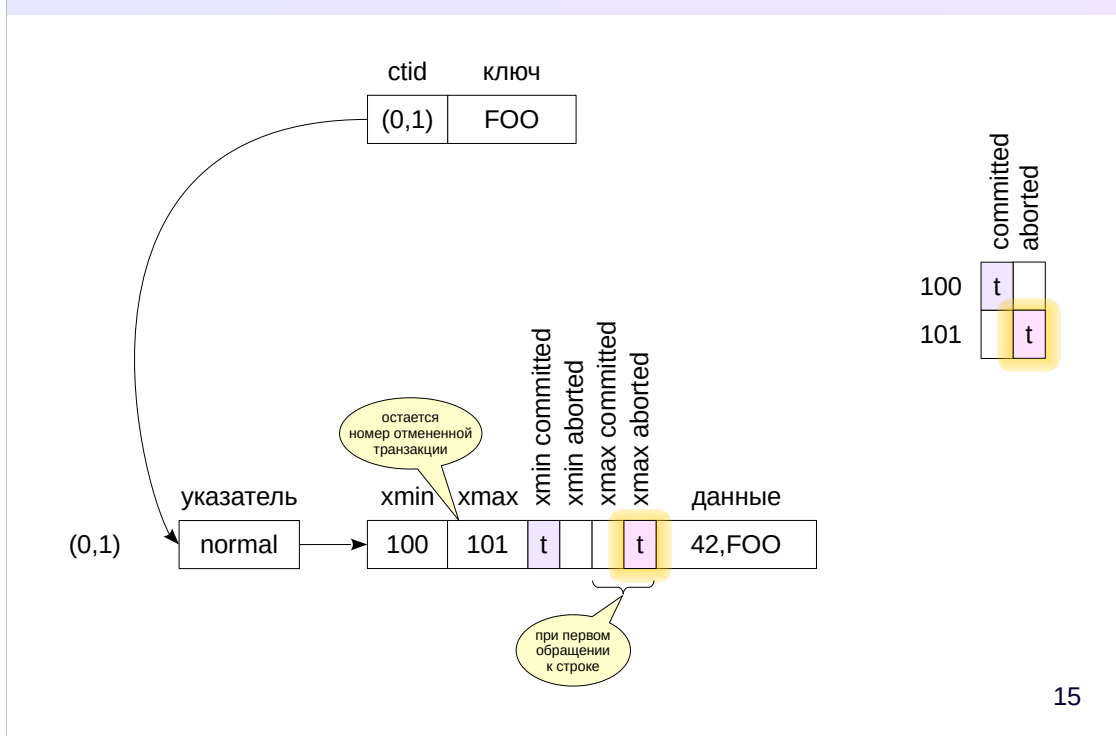 ctid ключ
(0,1) FOO
committed
aborted
100 t
101 t
остается
номер отмененной
транзакции
xmin committed
xmin aborted
xmax committed
xmax aborted
указатель xmin xmax данные
(0,1) normal 100 101 t t 42,FOO
при первом
обращении
к строке
15